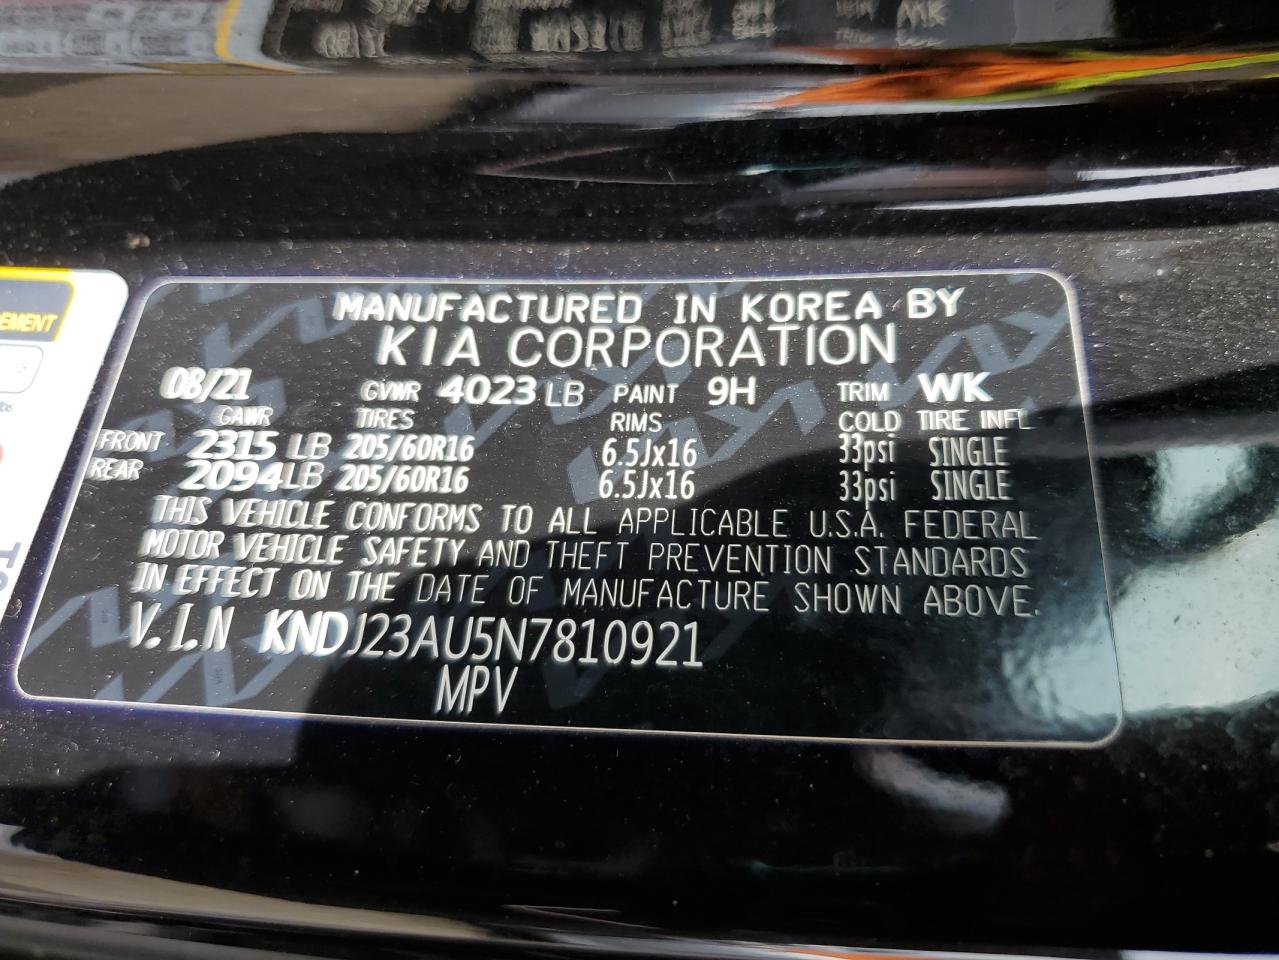 EMENT
MANUFACTURED IN KOREA BY
KIA CORPORATION
08/21 GVWR 4023 LB PAINT 9H TRIM WK
GAWR TIRES RIMS COLD TIRE INFL
FRONT 2315 LB 205/60R16 6.5Jx16 33psi SINGLE
REAR 2094 LB 205/60R16 6.5Jx16 33psi SINGLE
THIS VEHICLE CONFORMS TO ALL APPLICABLE U.S.A. FEDERAL
MOTOR VEHICLE SAFETY AND THEFT PREVENTION STANDARDS
IN EFFECT ON THE DATE OF MANUFACTURE SHOWN ABOVE.
V.I.N KNDJ23AU5N7810921
MPV